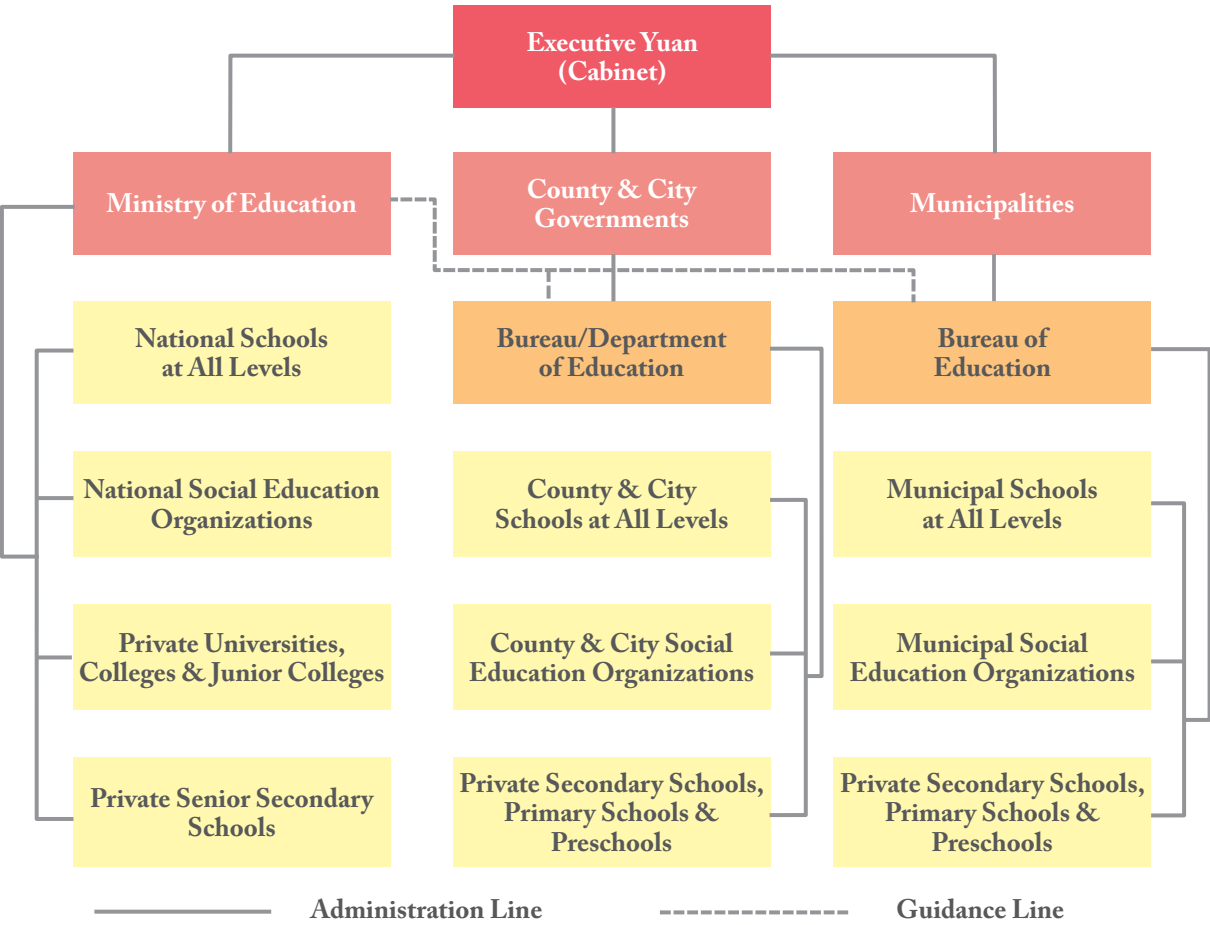 Executive Yuan
(Cabinet)
Ministry of Education
County & City
Governments
Municipalities
National Schools
at All Levels
Bureau/Department
of Education
Bureau of
Education
National Social Education
Organizations
County & City
Schools at All Levels
Municipal Schools
at All Levels
Private Universities,
Colleges & Junior Colleges
County & City Social
Education Organizations
Municipal Social
Education Organizations
Private Senior Secondary
Schools
Private Secondary Schools,
Primary Schools &
Preschools
Private Secondary Schools,
Primary Schools &
Preschools
Administration Line
Guidance Line